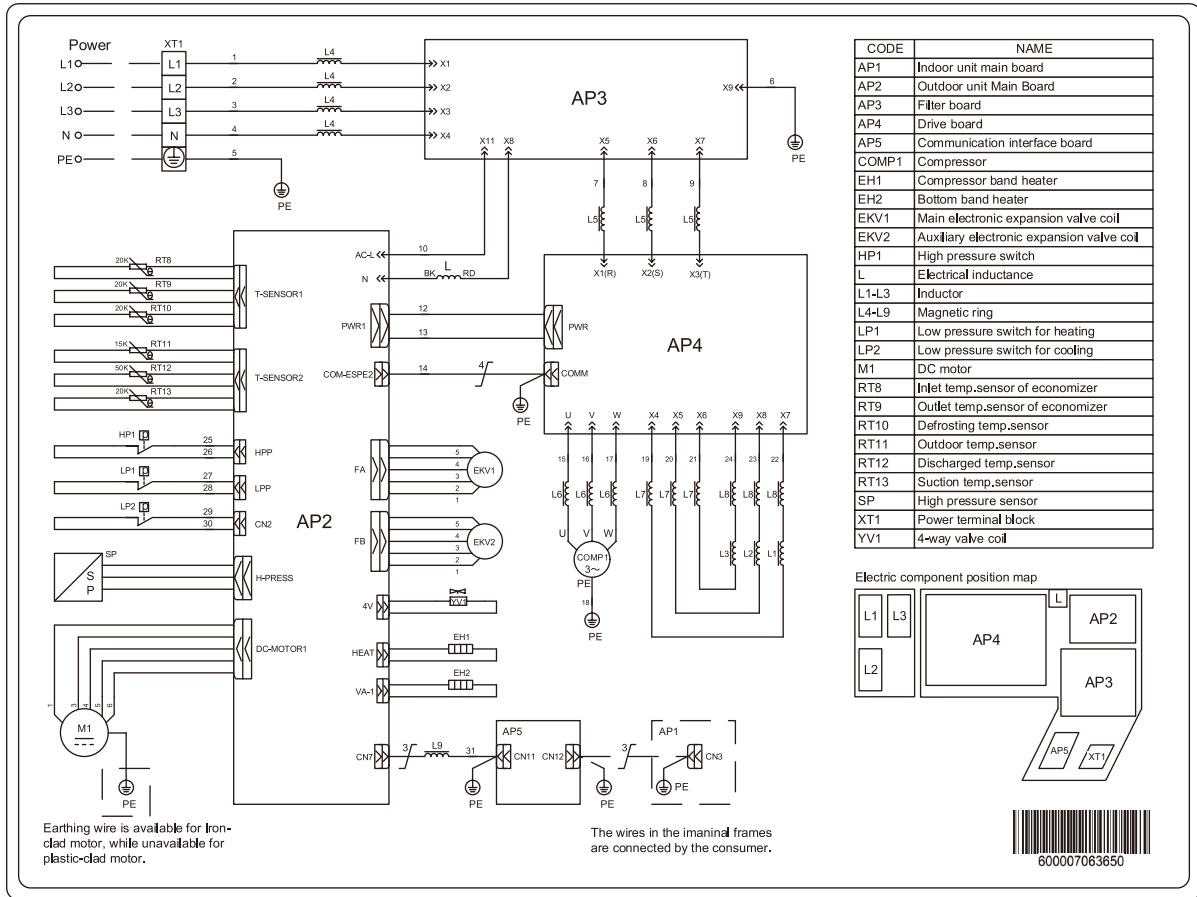 Power
XT1
L1 L1 1 L4 X1
L2 L2 2 L4 X2
L3 L3 3 L4 X3
N N 4 L4 X4
PE 5
PE
AP3
X9 6
PE
X11 X8 X5 X6 X7
7 8 9
L5 L5 L5
X1(R) X2(S) X3(T)
AC-L 10
N BK L RD
PWR1 12 PWR
13
COM-ESPE2 14 4 COMM
PE
AP4
U V W X4 X5 X6 X9 X8 X7
15 16 17 19 20 21 24 23 22
L6 L6 L6 L7 L7 L7 L8 L8 L8
U V W
L3 L2 L1
COMP1
3~
PE
18
PE
20K RT8
20K RT9
20K RT10
T-SENSOR1
15K RT11
50K RT12
20K RT13
T-SENSOR2
HP1 P 25
26 HPP
LP1 P 27
28 LPP
LP2 P 29
30 CN2
AP2
SP
S
P
H-PRESS
DC-MOTOR1
1 3 4 5 6
M1
PE
FA 5 4 3 2 1 EKV1
FB 5 4 3 2 1 EKV2
4V YV1
HEAT EH1
VA-1 EH2
CN7 3 L9 31
AP5
CN11 CN12
PE PE
3
AP1
CN3
PE
Earthing wire is available for Iron-
clad motor, while unavailable for
plastic-clad motor.
The wires in the imaninal frames
are connected by the consumer.
CODE NAME
AP1 Indoor unit main board
AP2 Outdoor unit Main Board
AP3 Filter board
AP4 Drive board
AP5 Communication interface board
COMP1 Compressor
EH1 Compressor band heater
EH2 Bottom band heater
EKV1 Main electronic expansion valve coil
EKV2 Auxiliary electronic expansion valve coil
HP1 High pressure switch
L Electrical inductance
L1-L3 Inductor
L4-L9 Magnetic ring
LP1 Low pressure switch for heating
LP2 Low pressure switch for cooling
M1 DC motor
RT8 Inlet temp.sensor of economizer
RT9 Outlet temp.sensor of economizer
RT10 Defrosting temp.sensor
RT11 Outdoor temp.sensor
RT12 Discharged temp.sensor
RT13 Suction temp.sensor
SP High pressure sensor
XT1 Power terminal block
YV1 4-way valve coil
Electric component position map
L1 L3 L
AP4 AP2
L2
AP3
AP5 XT1
600007063650